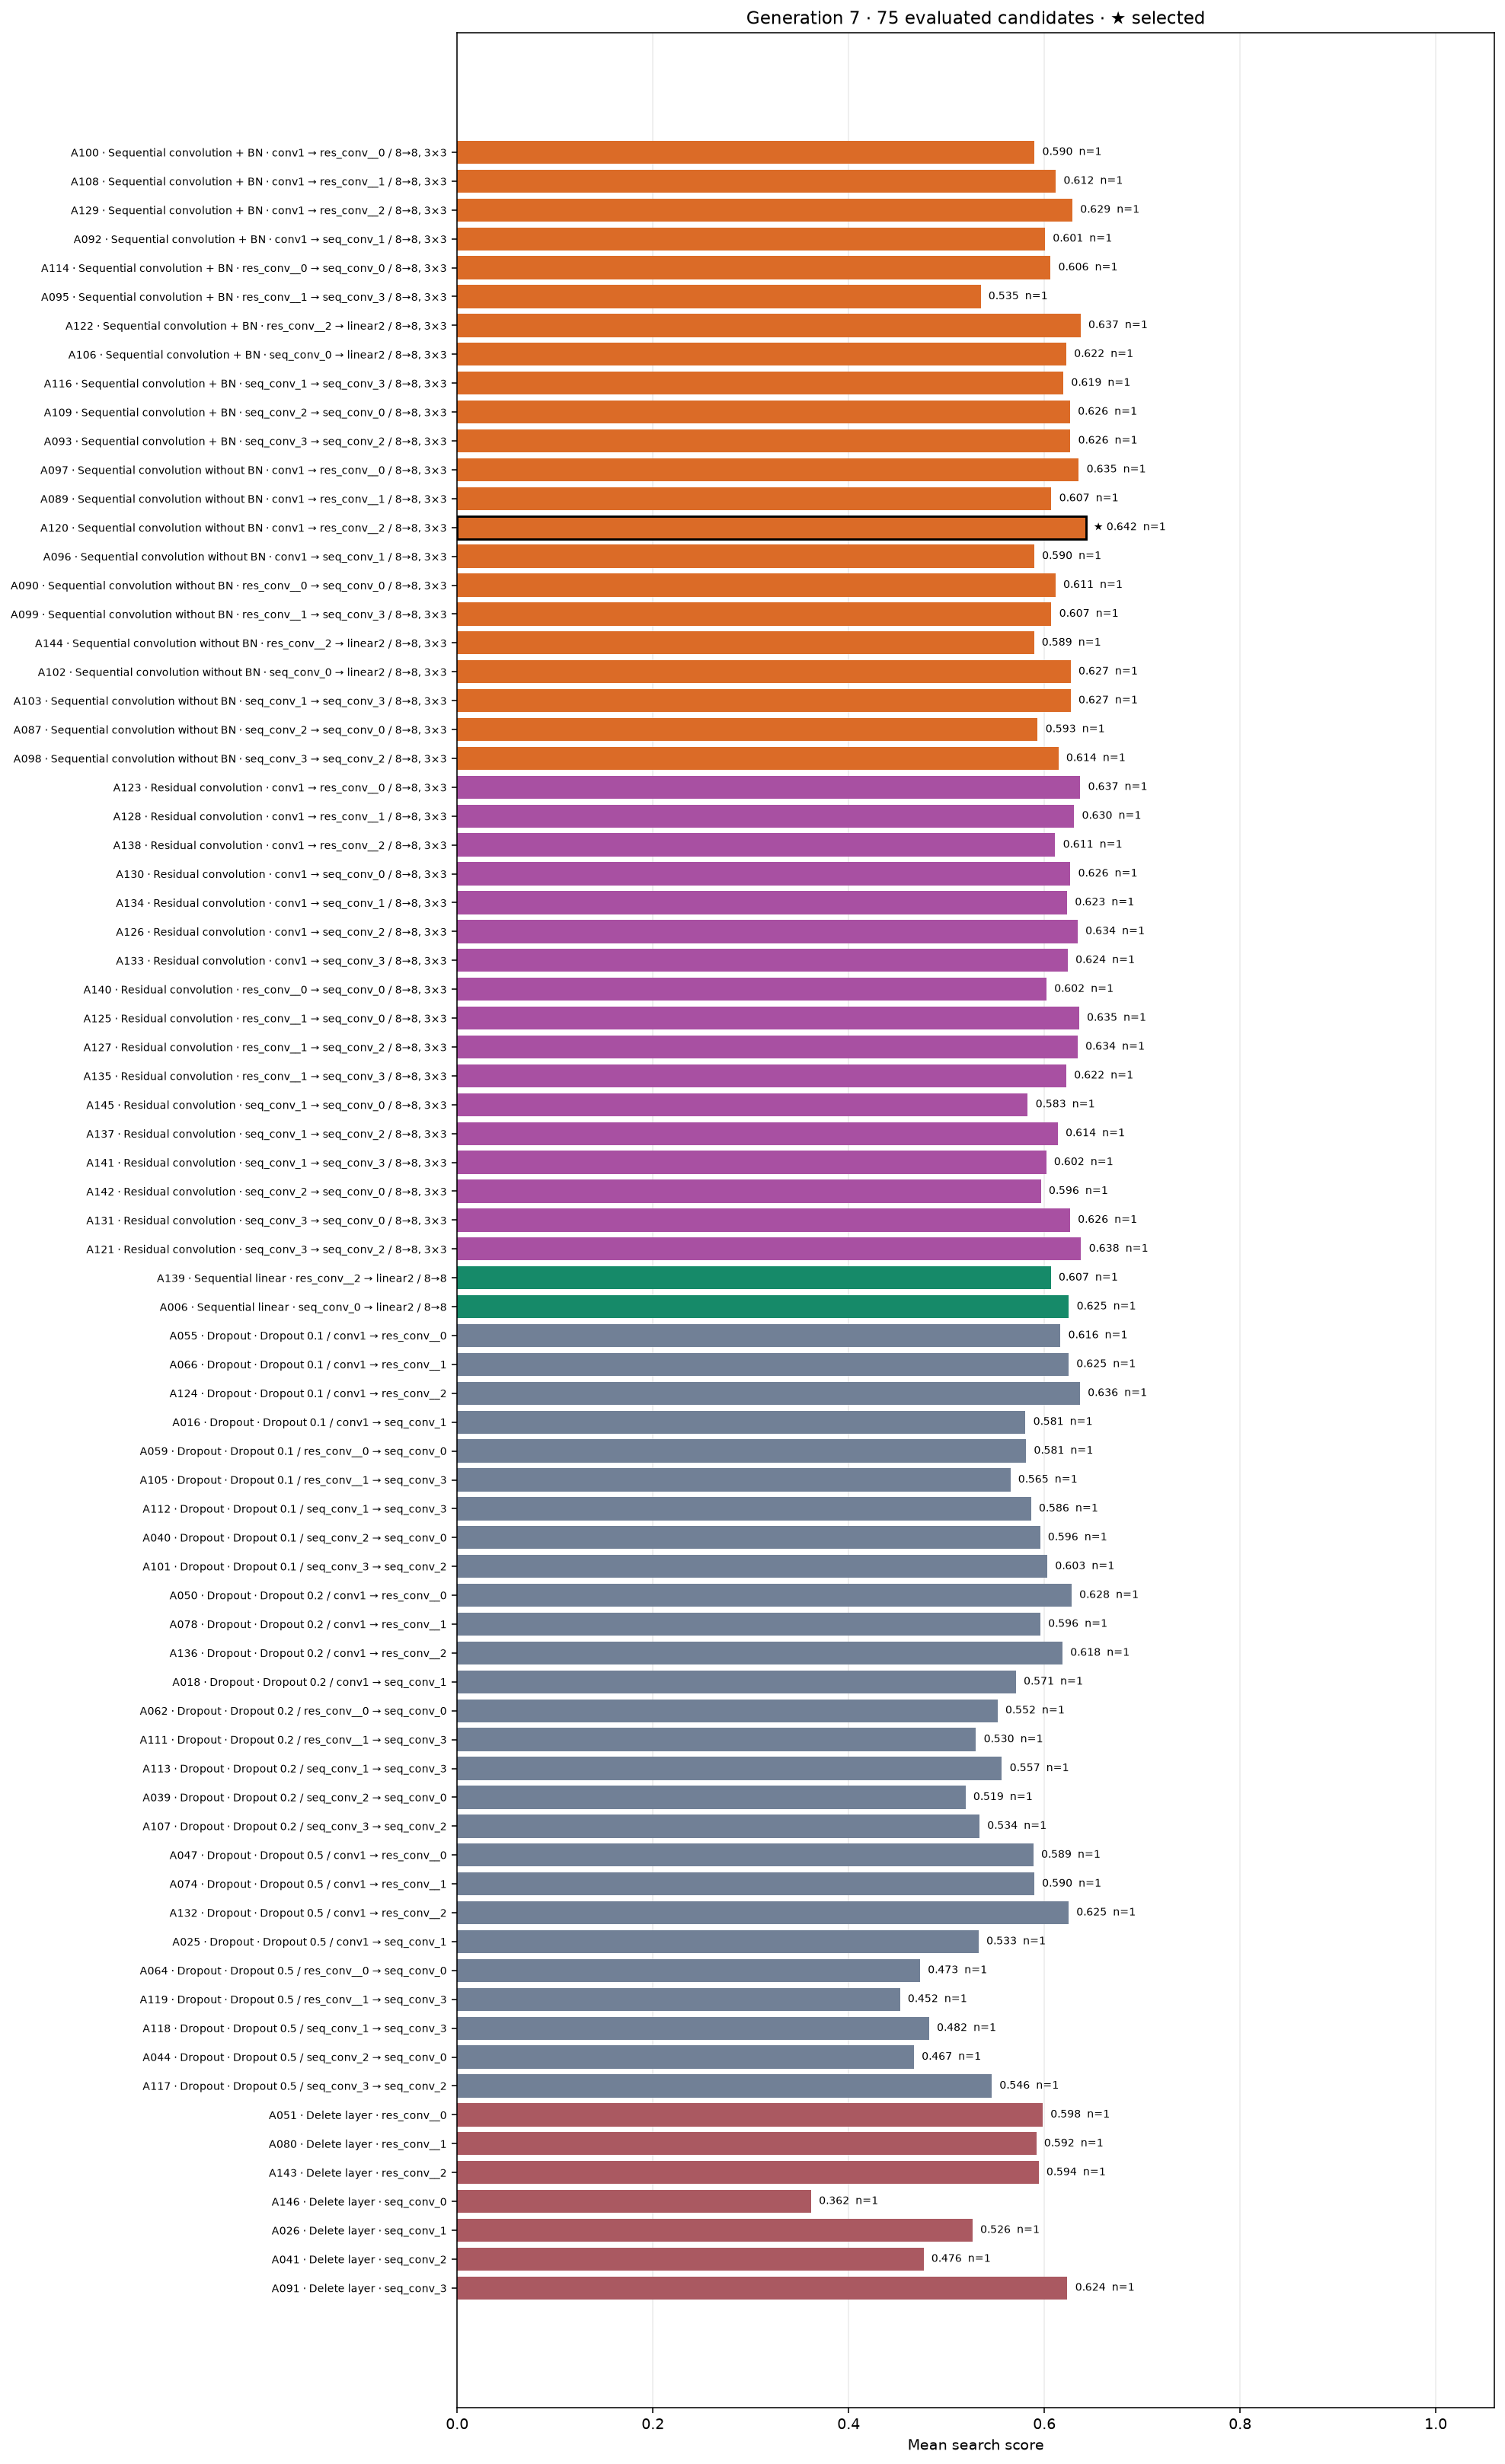 Generation 7 · 75 evaluated candidates · ★ selected
A100 · Sequential convolution + BN · conv1 → res_conv__0 / 8→8, 3×3 0.590 n=1
A108 · Sequential convolution + BN · conv1 → res_conv__1 / 8→8, 3×3 0.612 n=1
A129 · Sequential convolution + BN · conv1 → res_conv__2 / 8→8, 3×3 0.629 n=1
A092 · Sequential convolution + BN · conv1 → seq_conv_1 / 8→8, 3×3 0.601 n=1
A114 · Sequential convolution + BN · res_conv__0 → seq_conv_0 / 8→8, 3×3 0.606 n=1
A095 · Sequential convolution + BN · res_conv__1 → seq_conv_3 / 8→8, 3×3 0.535 n=1
A122 · Sequential convolution + BN · res_conv__2 → linear2 / 8→8, 3×3 0.637 n=1
A106 · Sequential convolution + BN · seq_conv_0 → linear2 / 8→8, 3×3 0.622 n=1
A116 · Sequential convolution + BN · seq_conv_1 → seq_conv_3 / 8→8, 3×3 0.619 n=1
A109 · Sequential convolution + BN · seq_conv_2 → seq_conv_0 / 8→8, 3×3 0.626 n=1
A093 · Sequential convolution + BN · seq_conv_3 → seq_conv_2 / 8→8, 3×3 0.626 n=1
A097 · Sequential convolution without BN · conv1 → res_conv__0 / 8→8, 3×3 0.635 n=1
A089 · Sequential convolution without BN · conv1 → res_conv__1 / 8→8, 3×3 0.607 n=1
A120 · Sequential convolution without BN · conv1 → res_conv__2 / 8→8, 3×3 ★ 0.642 n=1
A096 · Sequential convolution without BN · conv1 → seq_conv_1 / 8→8, 3×3 0.590 n=1
A090 · Sequential convolution without BN · res_conv__0 → seq_conv_0 / 8→8, 3×3 0.611 n=1
A099 · Sequential convolution without BN · res_conv__1 → seq_conv_3 / 8→8, 3×3 0.607 n=1
A144 · Sequential convolution without BN · res_conv__2 → linear2 / 8→8, 3×3 0.589 n=1
A102 · Sequential convolution without BN · seq_conv_0 → linear2 / 8→8, 3×3 0.627 n=1
A103 · Sequential convolution without BN · seq_conv_1 → seq_conv_3 / 8→8, 3×3 0.627 n=1
A087 · Sequential convolution without BN · seq_conv_2 → seq_conv_0 / 8→8, 3×3 0.593 n=1
A098 · Sequential convolution without BN · seq_conv_3 → seq_conv_2 / 8→8, 3×3 0.614 n=1
A123 · Residual convolution · conv1 → res_conv__0 / 8→8, 3×3 0.637 n=1
A128 · Residual convolution · conv1 → res_conv__1 / 8→8, 3×3 0.630 n=1
A138 · Residual convolution · conv1 → res_conv__2 / 8→8, 3×3 0.611 n=1
A130 · Residual convolution · conv1 → seq_conv_0 / 8→8, 3×3 0.626 n=1
A134 · Residual convolution · conv1 → seq_conv_1 / 8→8, 3×3 0.623 n=1
A126 · Residual convolution · conv1 → seq_conv_2 / 8→8, 3×3 0.634 n=1
A133 · Residual convolution · conv1 → seq_conv_3 / 8→8, 3×3 0.624 n=1
A140 · Residual convolution · res_conv__0 → seq_conv_0 / 8→8, 3×3 0.602 n=1
A125 · Residual convolution · res_conv__1 → seq_conv_0 / 8→8, 3×3 0.635 n=1
A127 · Residual convolution · res_conv__1 → seq_conv_2 / 8→8, 3×3 0.634 n=1
A135 · Residual convolution · res_conv__1 → seq_conv_3 / 8→8, 3×3 0.622 n=1
A145 · Residual convolution · seq_conv_1 → seq_conv_0 / 8→8, 3×3 0.583 n=1
A137 · Residual convolution · seq_conv_1 → seq_conv_2 / 8→8, 3×3 0.614 n=1
A141 · Residual convolution · seq_conv_1 → seq_conv_3 / 8→8, 3×3 0.602 n=1
A142 · Residual convolution · seq_conv_2 → seq_conv_0 / 8→8, 3×3 0.596 n=1
A131 · Residual convolution · seq_conv_3 → seq_conv_0 / 8→8, 3×3 0.626 n=1
A121 · Residual convolution · seq_conv_3 → seq_conv_2 / 8→8, 3×3 0.638 n=1
A139 · Sequential linear · res_conv__2 → linear2 / 8→8 0.607 n=1
A006 · Sequential linear · seq_conv_0 → linear2 / 8→8 0.625 n=1
A055 · Dropout · Dropout 0.1 / conv1 → res_conv__0 0.616 n=1
A066 · Dropout · Dropout 0.1 / conv1 → res_conv__1 0.625 n=1
A124 · Dropout · Dropout 0.1 / conv1 → res_conv__2 0.636 n=1
A016 · Dropout · Dropout 0.1 / conv1 → seq_conv_1 0.581 n=1
A059 · Dropout · Dropout 0.1 / res_conv__0 → seq_conv_0 0.581 n=1
A105 · Dropout · Dropout 0.1 / res_conv__1 → seq_conv_3 0.565 n=1
A112 · Dropout · Dropout 0.1 / seq_conv_1 → seq_conv_3 0.586 n=1
A040 · Dropout · Dropout 0.1 / seq_conv_2 → seq_conv_0 0.596 n=1
A101 · Dropout · Dropout 0.1 / seq_conv_3 → seq_conv_2 0.603 n=1
A050 · Dropout · Dropout 0.2 / conv1 → res_conv__0 0.628 n=1
A078 · Dropout · Dropout 0.2 / conv1 → res_conv__1 0.596 n=1
A136 · Dropout · Dropout 0.2 / conv1 → res_conv__2 0.618 n=1
A018 · Dropout · Dropout 0.2 / conv1 → seq_conv_1 0.571 n=1
A062 · Dropout · Dropout 0.2 / res_conv__0 → seq_conv_0 0.552 n=1
A111 · Dropout · Dropout 0.2 / res_conv__1 → seq_conv_3 0.530 n=1
A113 · Dropout · Dropout 0.2 / seq_conv_1 → seq_conv_3 0.557 n=1
A039 · Dropout · Dropout 0.2 / seq_conv_2 → seq_conv_0 0.519 n=1
A107 · Dropout · Dropout 0.2 / seq_conv_3 → seq_conv_2 0.534 n=1
A047 · Dropout · Dropout 0.5 / conv1 → res_conv__0 0.589 n=1
A074 · Dropout · Dropout 0.5 / conv1 → res_conv__1 0.590 n=1
A132 · Dropout · Dropout 0.5 / conv1 → res_conv__2 0.625 n=1
A025 · Dropout · Dropout 0.5 / conv1 → seq_conv_1 0.533 n=1
A064 · Dropout · Dropout 0.5 / res_conv__0 → seq_conv_0 0.473 n=1
A119 · Dropout · Dropout 0.5 / res_conv__1 → seq_conv_3 0.452 n=1
A118 · Dropout · Dropout 0.5 / seq_conv_1 → seq_conv_3 0.482 n=1
A044 · Dropout · Dropout 0.5 / seq_conv_2 → seq_conv_0 0.467 n=1
A117 · Dropout · Dropout 0.5 / seq_conv_3 → seq_conv_2 0.546 n=1
A051 · Delete layer · res_conv__0 0.598 n=1
A080 · Delete layer · res_conv__1 0.592 n=1
A143 · Delete layer · res_conv__2 0.594 n=1
A146 · Delete layer · seq_conv_0 0.362 n=1
A026 · Delete layer · seq_conv_1 0.526 n=1
A041 · Delete layer · seq_conv_2 0.476 n=1
A091 · Delete layer · seq_conv_3 0.624 n=1
0.0 0.2 0.4 0.6 0.8 1.0
Mean search score